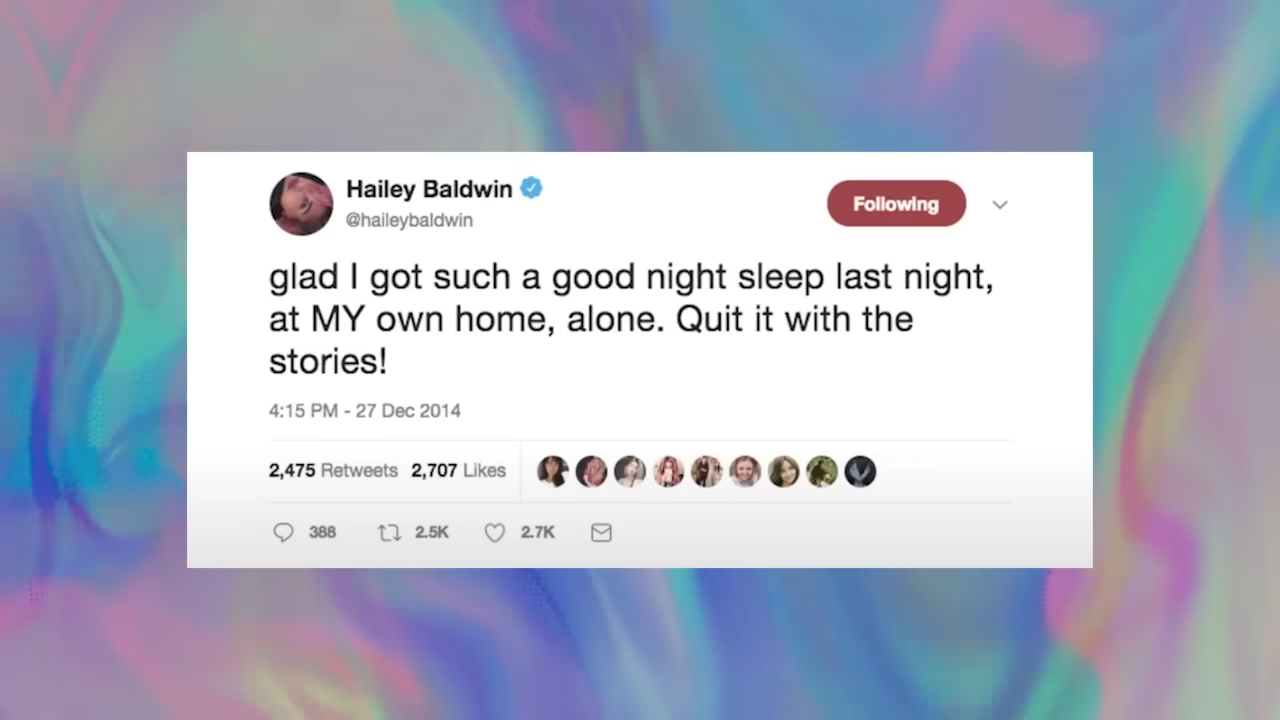 Hailey Baldwin
@haileybaldwin
Following
glad I got such a good night sleep last night,
at MY own home, alone. Quit it with the
stories!
4:15 PM - 27 Dec 2014
2,475 Retweets 2,707 Likes
388 2.5K 2.7K